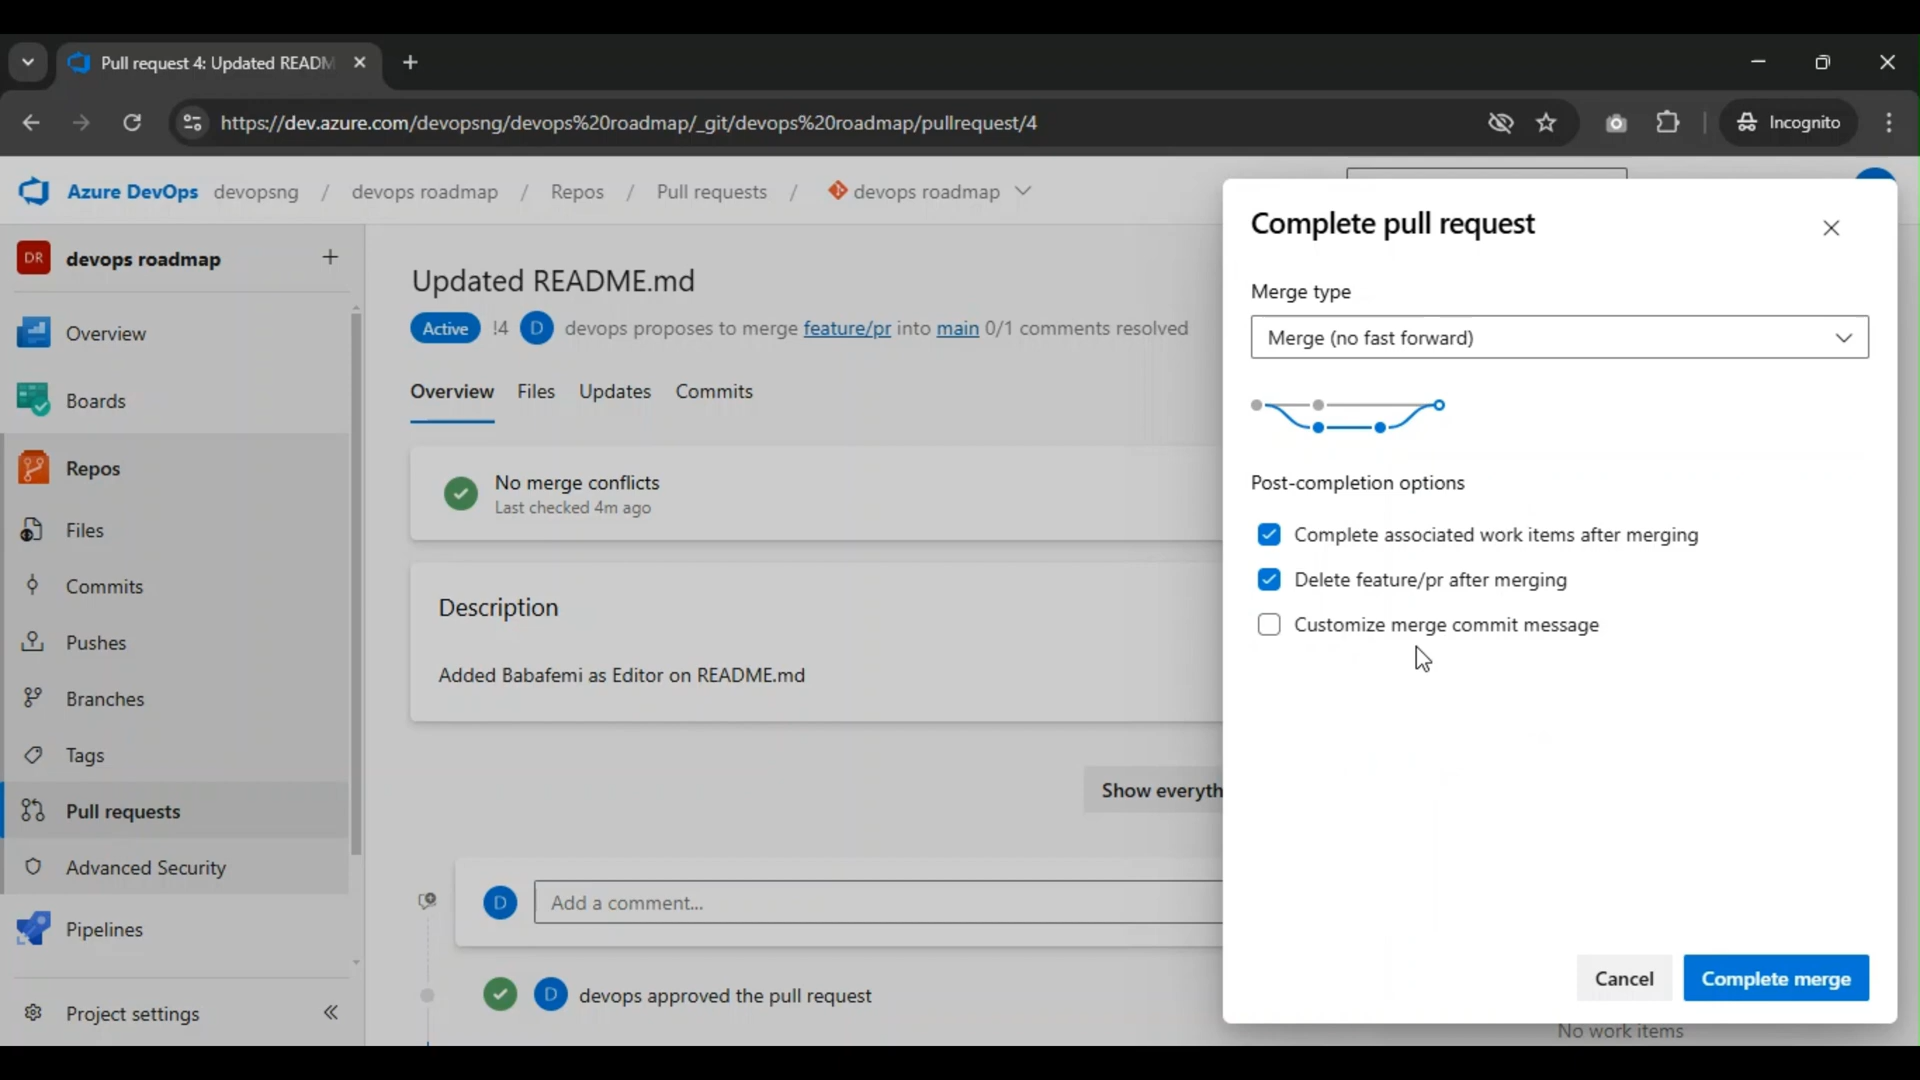 Pull request 4: Updated READM
https://dev.azure.com/devopsng/devops%20roadmap/_git/devops%20roadmap/pullrequest/4
Incognito
Azure DevOps devopsng / devops roadmap / Repos / Pull requests / devops roadmap
DR devops roadmap
Overview
Boards
Repos
Files
Commits
Pushes
Branches
Tags
Pull requests
Advanced Security
Pipelines
Project settings
Updated README.md
Active !4 D devops proposes to merge feature/pr into main 0/1 comments resolved
Overview Files Updates Commits
No merge conflicts
Last checked 4m ago
Description
Added Babafemi as Editor on README.md
Show everyth
D Add a comment...
D devops approved the pull request
Complete pull request
Merge type
Merge (no fast forward)
Post-completion options
Complete associated work items after merging
Delete feature/pr after merging
Customize merge commit message
Cancel Complete merge
No work items